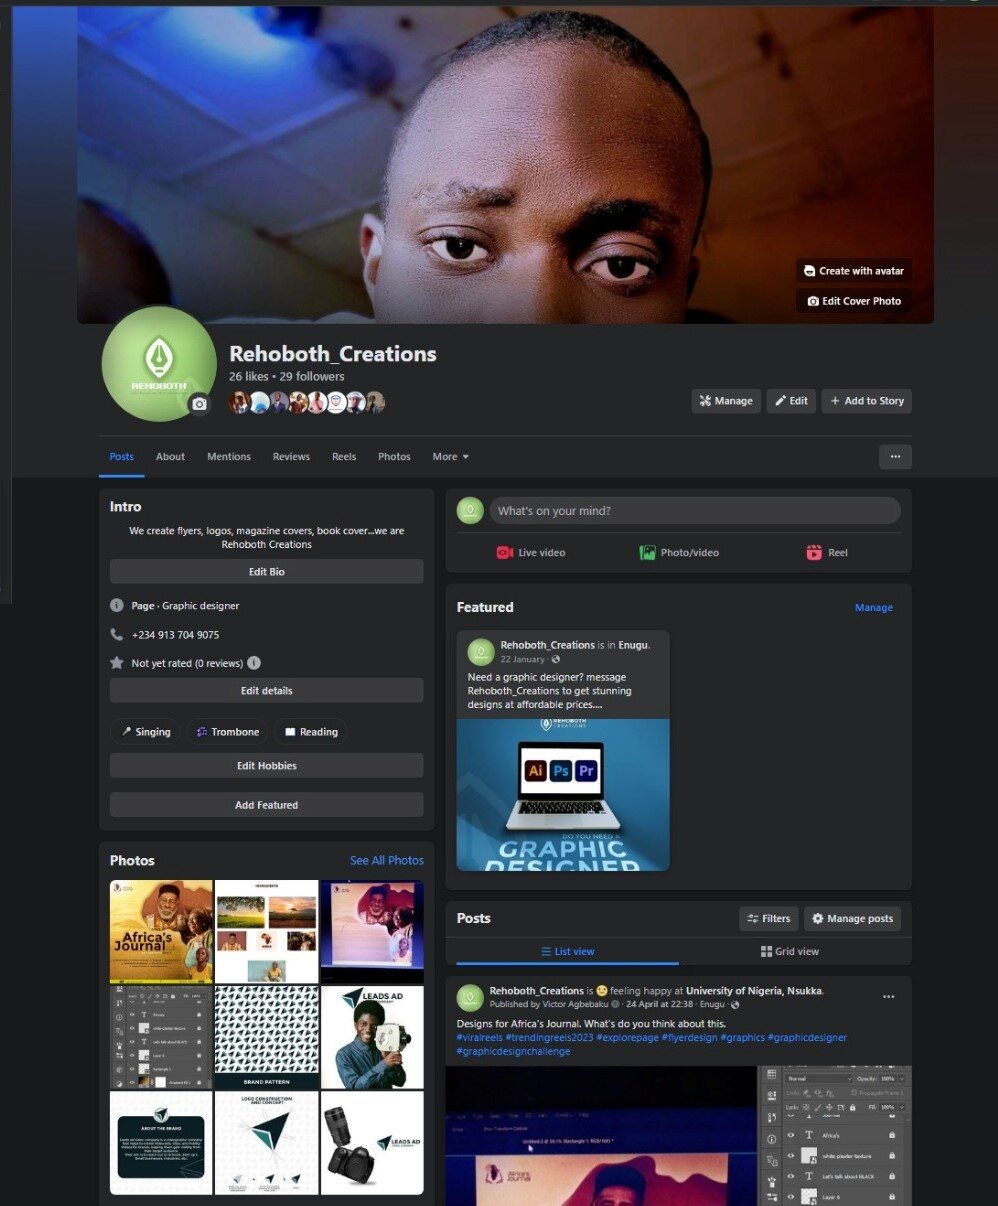 Create with avatar
Edit Cover Photo
REHOBOTH
Rehoboth_Creations
26 likes • 29 followers
Manage
Edit
+ Add to Story
Posts
About
Mentions
Reviews
Reels
Photos
More
Intro
We create flyers, logos, magazine covers, book cover...we are
Rehoboth Creations
Edit Bio
Page · Graphic designer
+234 913 704 9075
Not yet rated (0 reviews)
Edit details
Singing
Trombone
Reading
Edit Hobbies
Add Featured
Photos
See All Photos
Africa's
Journal
INGREDIENTS
LEADS AD
BRAND PATTERN
ABOUT THE BRAND
LOGO CONSTRUCTION
AND CONCEPT
LEADS AD
What's on your mind?
Live video
Photo/video
Reel
Featured
Manage
Rehoboth_Creations is in Enugu.
22 January
Need a graphic designer? message
Rehoboth_Creations to get stunning
designs at affordable prices....
REHOBOTH
CREATIONS
Ai Ps Pr
DO YOU NEED A
GRAPHIC
DESIGNER
Posts
Filters
Manage posts
List view
Grid view
Rehoboth_Creations is feeling happy at University of Nigeria, Nsukka.
Published by Victor Agbebaku · 24 April at 22:38 · Enugu
Designs for Africa's Journal. What's do you think about this.
#viralreels #trendingreels2023 #explorepage #flyerdesign #graphics #graphicdesigner
#graphicdesignchallenge
Normal
Opacity: 100%
Fill: 100%
Africa's
white-plaster-texture
Let's talk about BLACK
Layer 6
Africa's
Journal